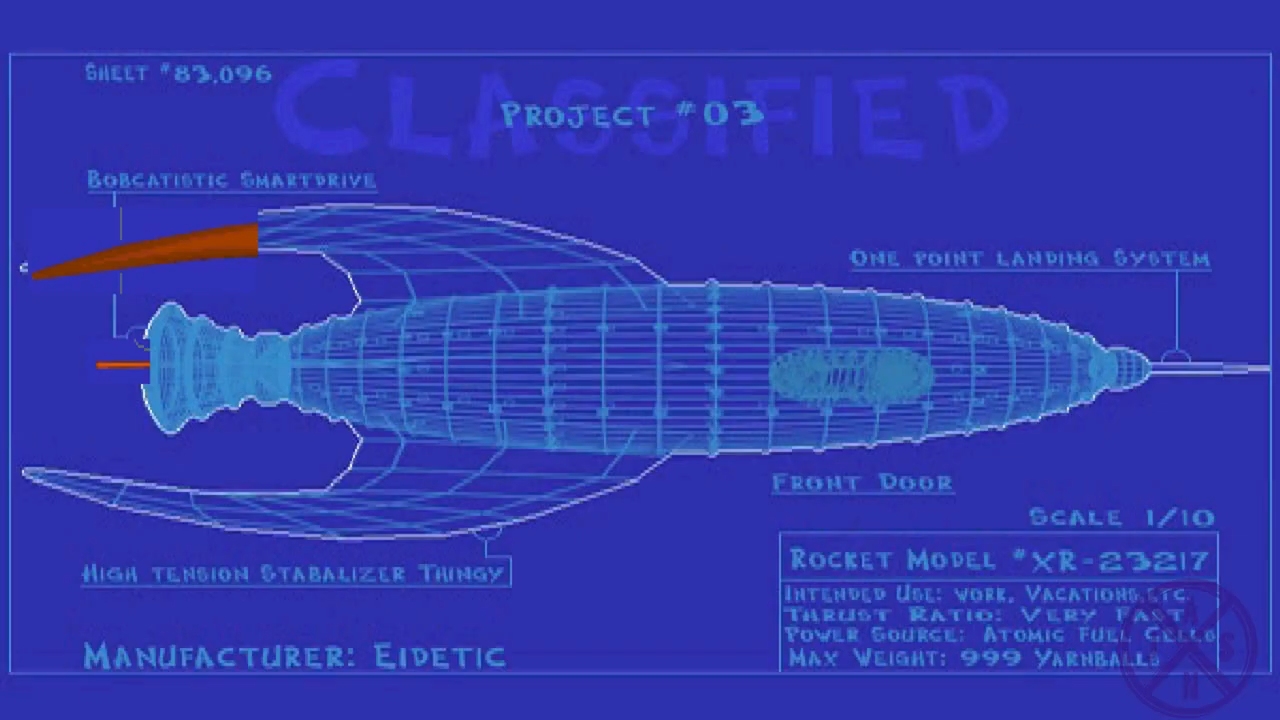 SHEET #83,096
CLASSIFIED
PROJECT #03
BOBCATISTIC SMARTDRIVE
ONE POINT LANDING SYSTEM
FRONT DOOR
SCALE 1/10
HIGH TENSION STABALIZER THINGY
ROCKET MODEL #XR-23217
INTENDED USE: WORK, VACATIONS,ETC.
THRUST RATIO: VERY FAST
POWER SOURCE: ATOMIC FUEL CELLS
MAX WEIGHT: 999 YARNBALLS
MANUFACTURER: EIDETIC